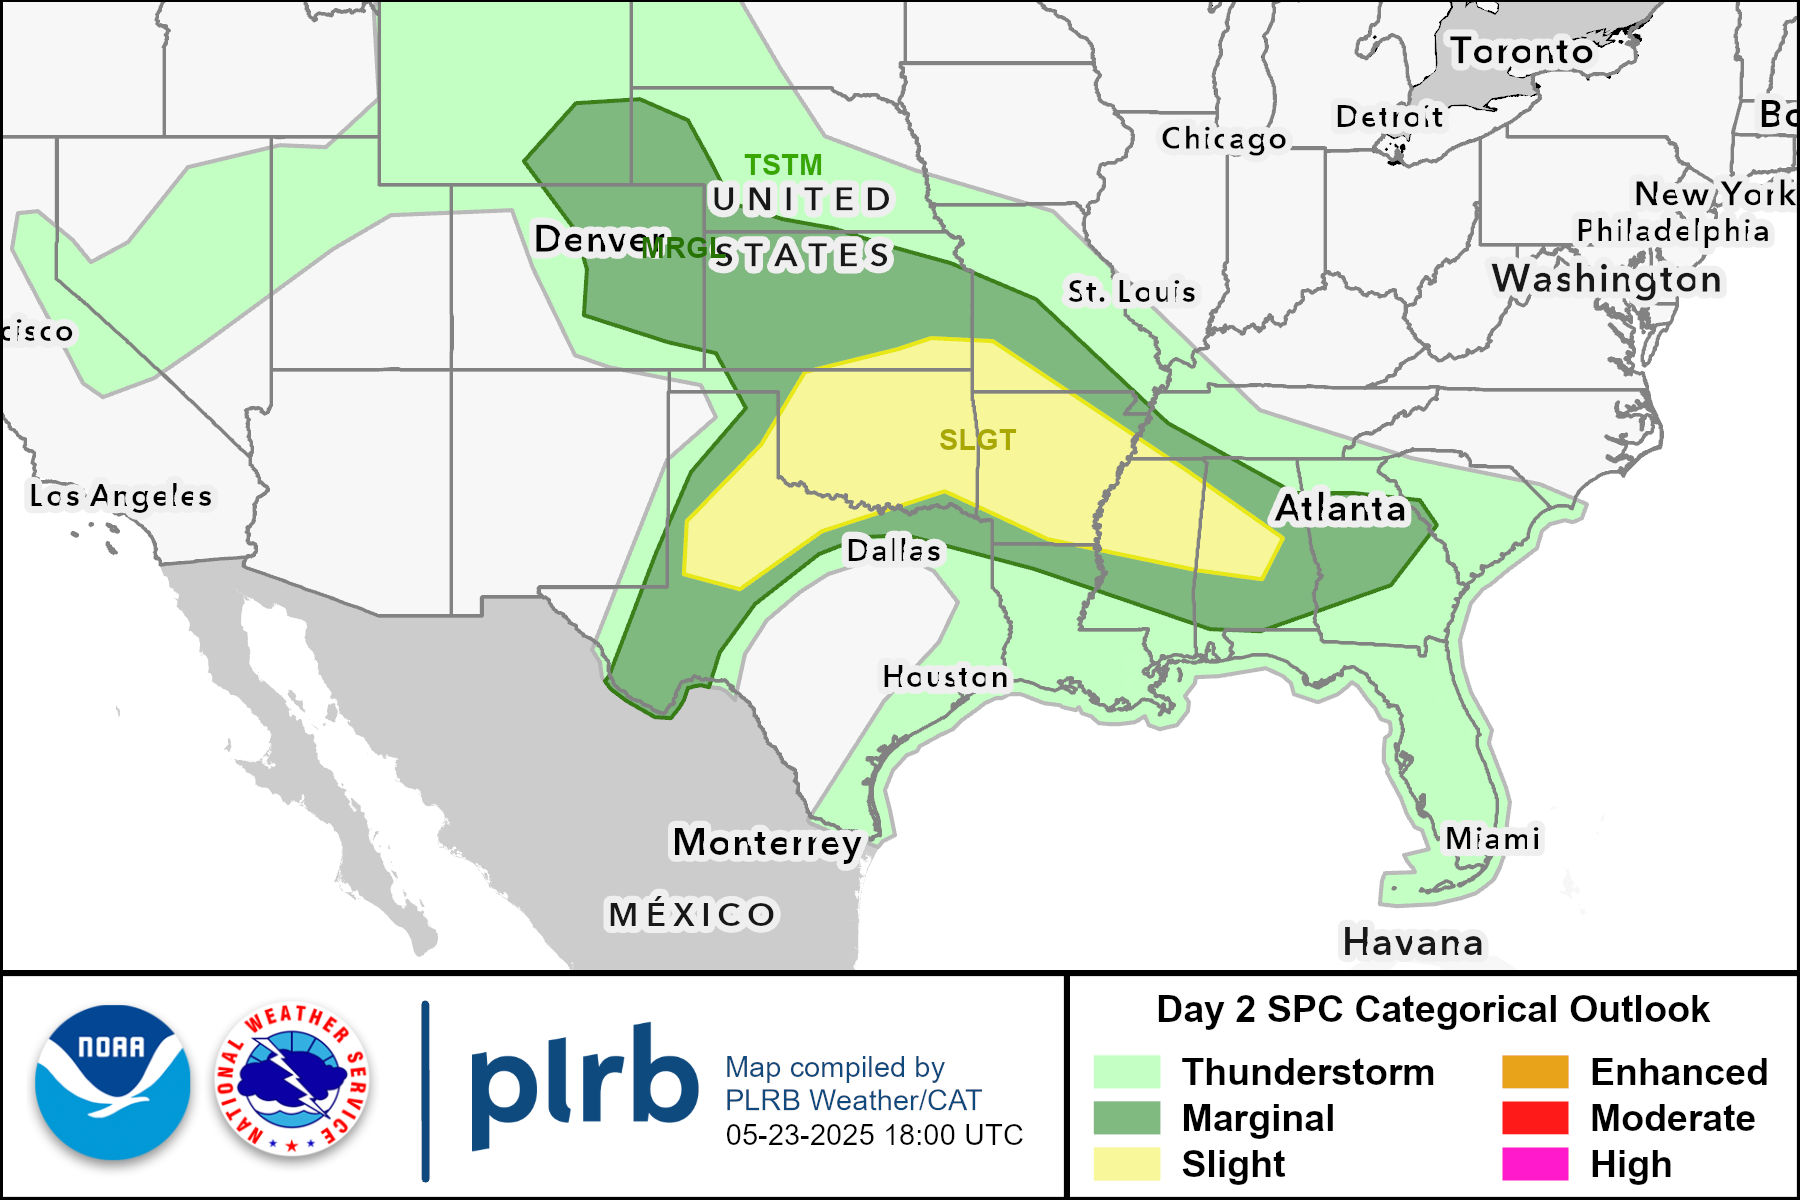 Toronto
Detroit
Chicago
Bo
New York
Philadelphia
Washington
TSTM
UNITED
STATES
Denver
MRGL
St. Louis
cisco
SLGT
Los Angeles
Atlanta
Dallas
Houston
Monterrey
Miami
MÉXICO
Havana
NOAA
NATIONAL WEATHER SERVICE
plrb
Map compiled by
PLRB Weather/CAT
05-23-2025 18:00 UTC
Day 2 SPC Categorical Outlook
Thunderstorm
Marginal
Slight
Enhanced
Moderate
High